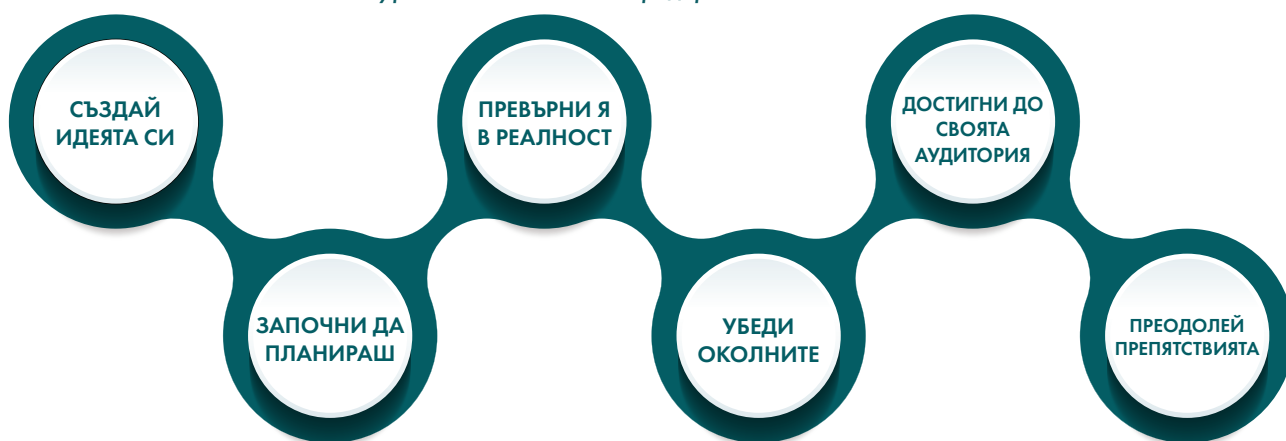 СЪЗДАЙ
ИДЕЯТА СИ
ЗАПОЧНИ ДА
ПЛАНИРАШ
ПРЕВЪРНИ Я
В РЕАЛНОСТ
УБЕДИ
ОКОЛНИТЕ
ДОСТИГНИ ДО
СВОЯТА
АУДИТОРИЯ
ПРЕОДОЛЕЙ
ПРЕПЯТСТВИЯТА